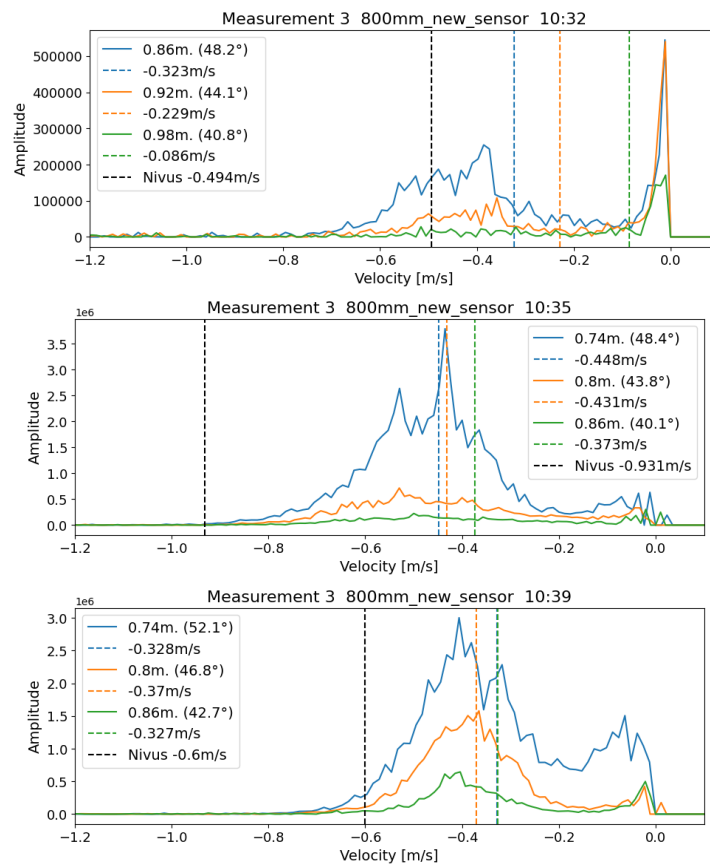 Measurement 3  800mm_new_sensor  10:32
Amplitude
500000
400000
300000
200000
100000
0
0.86m. (48.2°)
-0.323m/s
0.92m. (44.1°)
-0.229m/s
0.98m. (40.8°)
-0.086m/s
Nivus -0.494m/s
−1.2 −1.0 −0.8 −0.6 −0.4 −0.2 0.0
Velocity [m/s]
Measurement 3  800mm_new_sensor  10:35
1e6
Amplitude
3.5
3.0
2.5
2.0
1.5
1.0
0.5
0.0
0.74m. (48.4°)
-0.448m/s
0.8m. (43.8°)
-0.431m/s
0.86m. (40.1°)
-0.373m/s
Nivus -0.931m/s
−1.2 −1.0 −0.8 −0.6 −0.4 −0.2 0.0
Velocity [m/s]
Measurement 3  800mm_new_sensor  10:39
1e6
Amplitude
3.0
2.5
2.0
1.5
1.0
0.5
0.0
0.74m. (52.1°)
-0.328m/s
0.8m. (46.8°)
-0.37m/s
0.86m. (42.7°)
-0.327m/s
Nivus -0.6m/s
−1.2 −1.0 −0.8 −0.6 −0.4 −0.2 0.0
Velocity [m/s]